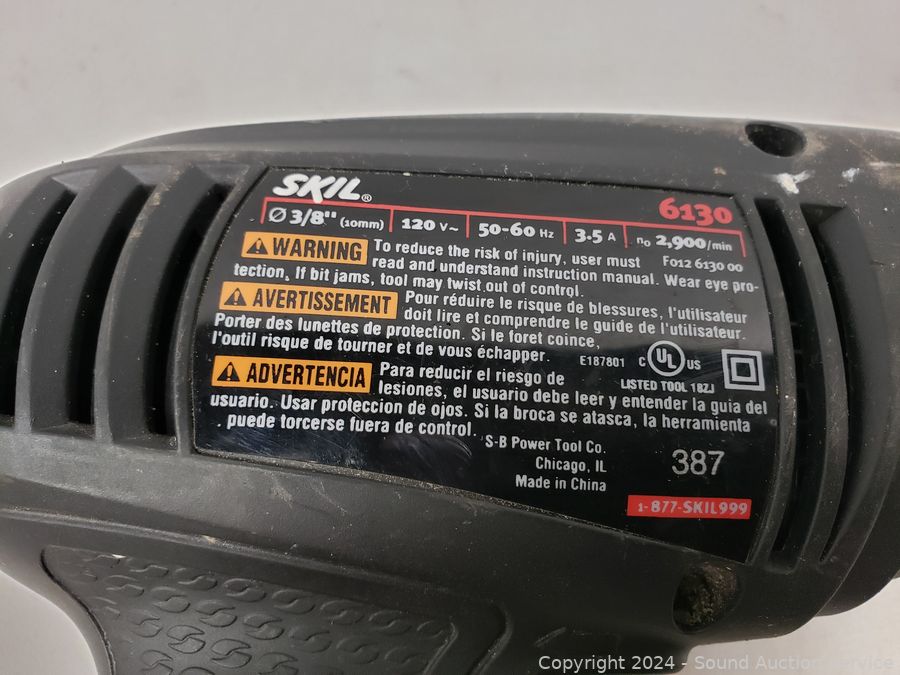 SKIL®
6130
Ø 3/8" (10mm) 120 V~ 50-60 Hz 3.5 A n₀ 2,900/min
F012 6130 00
WARNING To reduce the risk of injury, user must
read and understand instruction manual. Wear eye pro-
tection. If bit jams, tool may twist out of control.
AVERTISSEMENT Pour réduire le risque de blessures, l'utilisateur
doit lire et comprendre le guide de l'utilisateur.
Porter des lunettes de protection. Si le foret coince,
l'outil risque de tourner et de vous échapper.
E187801 C UL US
LISTED TOOL 18ZJ
ADVERTENCIA Para reducir el riesgo de
lesiones, el usuario debe leer y entender la guia del
usuario. Usar proteccion de ojos. Si la broca se atasca, la herramienta
puede torcerse fuera de control.
S-B Power Tool Co.
Chicago, IL
Made in China
387
1-877-SKIL999
Copyright 2024 - Sound Auction Service